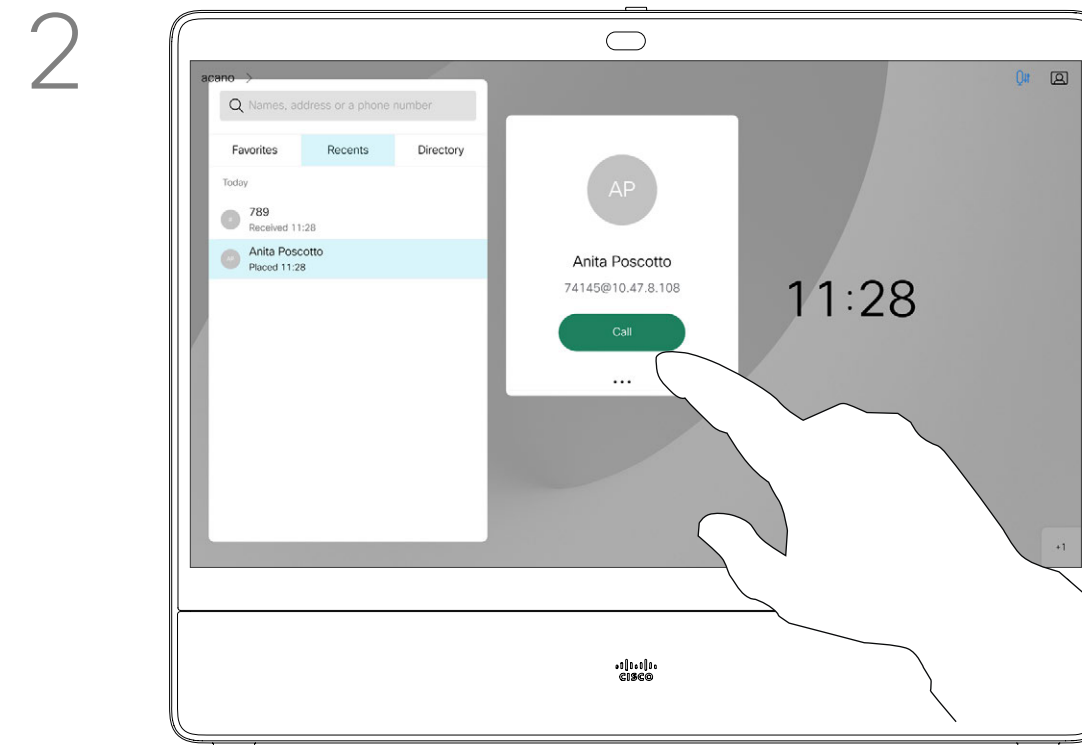 2
acano >
Names, address or a phone number
Favorites Recents Directory
Today
789
Received 11:28
AP
Anita Poscotto
Placed 11:28
AP
Anita Poscotto
74145@10.47.8.108
Call
...
11:28
+1
CISCO